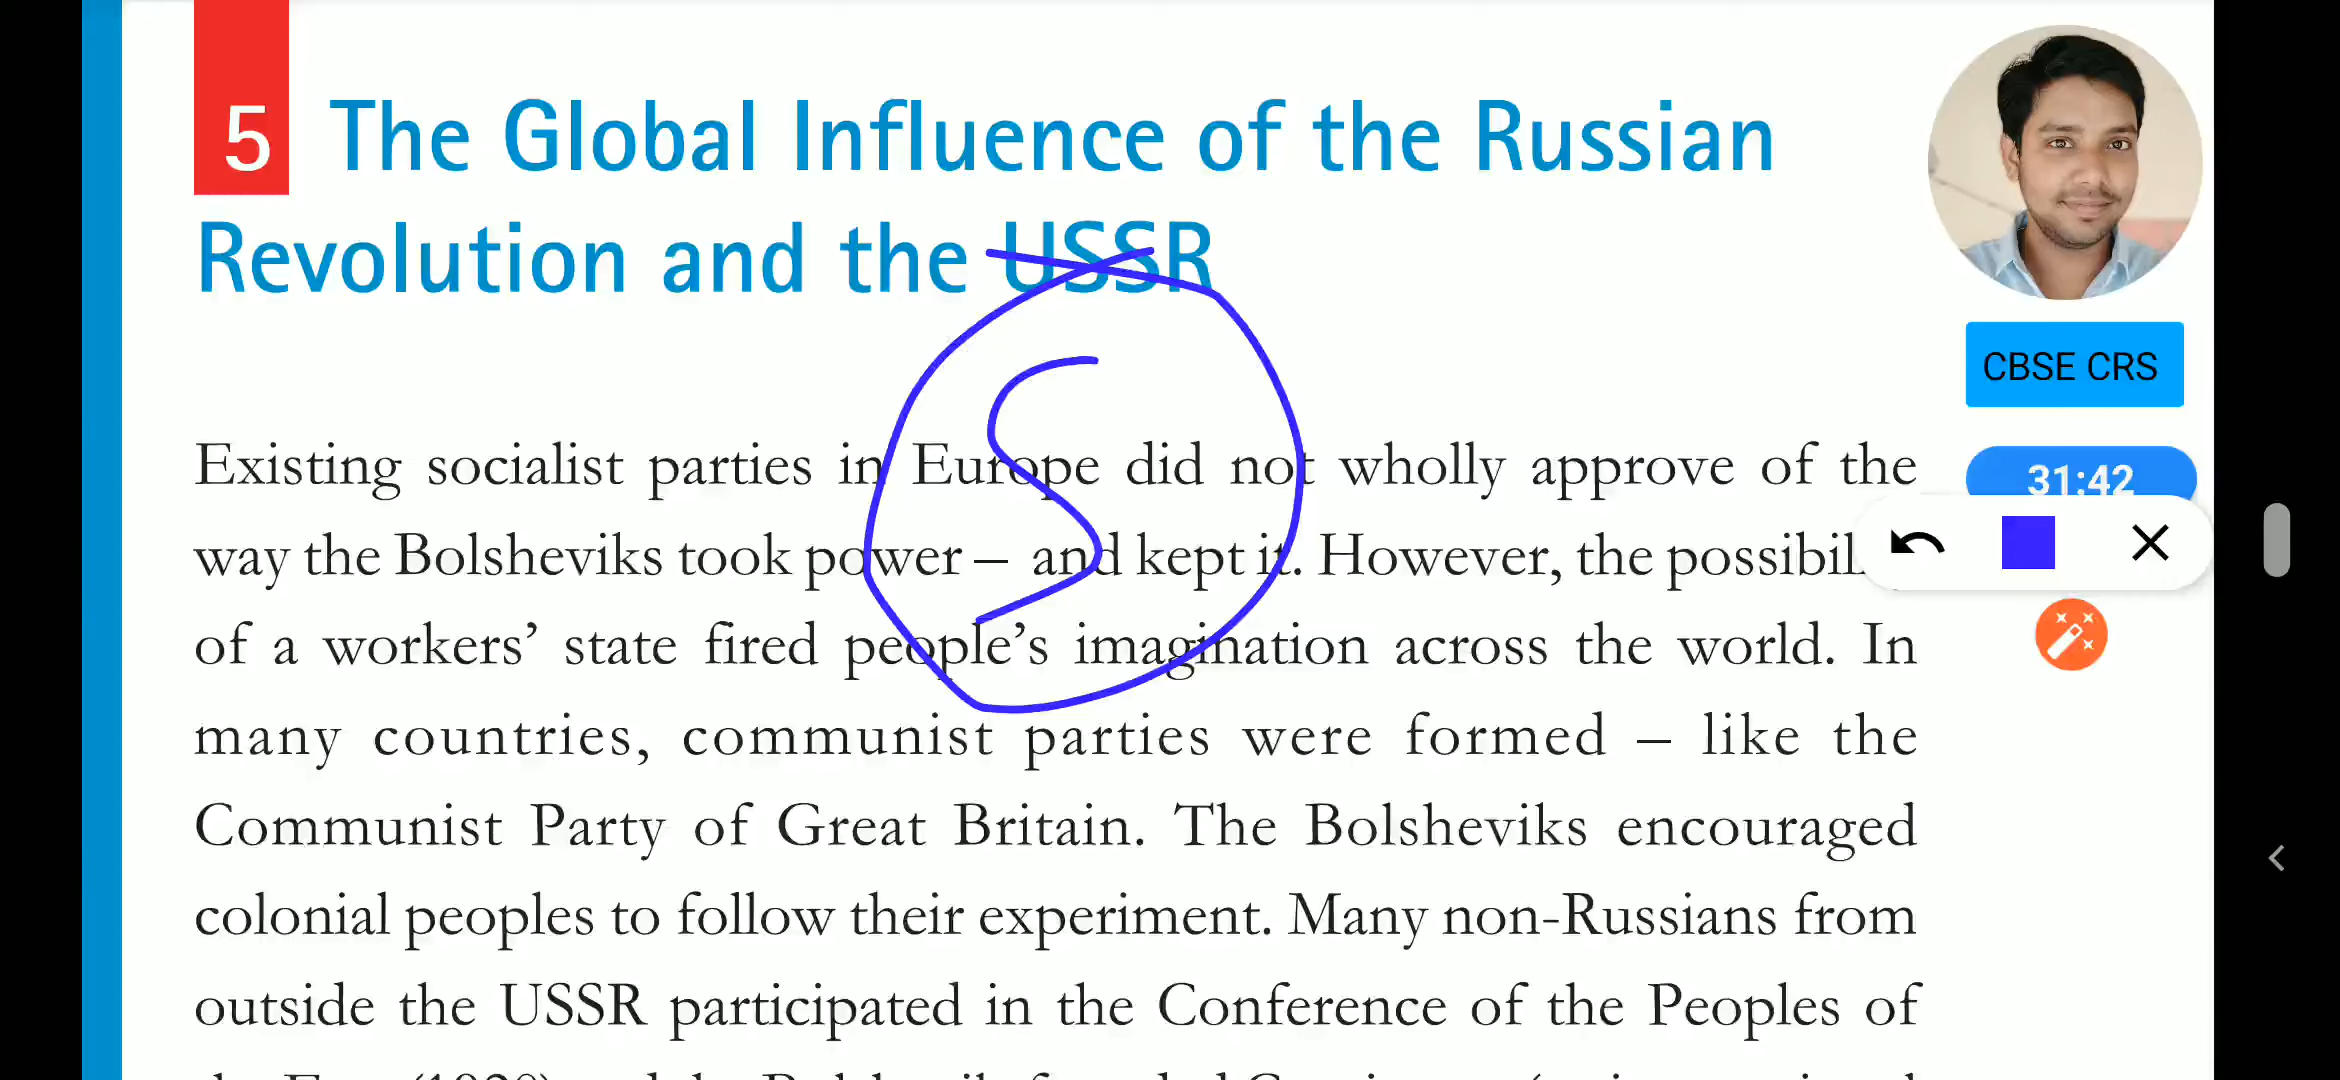 5 The Global Influence of the Russian
Revolution and the USSR
CBSE CRS
31:42
Existing socialist parties in Europe did not wholly approve of the
way the Bolsheviks took power – and kept it. However, the possibil
of a workers’ state fired people’s imagination across the world. In
many countries, communist parties were formed – like the
Communist Party of Great Britain. The Bolsheviks encouraged
colonial peoples to follow their experiment. Many non-Russians from
outside the USSR participated in the Conference of the Peoples of
S